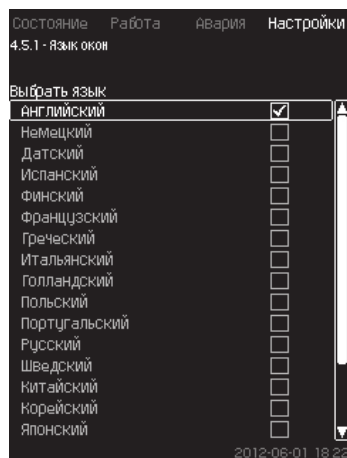 Состояние Работа Авария Настройки
4.5.1 - Язык окон
Выбрать язык
Английский
Немецкий
Датский
Испанский
Финский
Французский
Греческий
Итальянский
Голландский
Польский
Португальский
Русский
Шведский
Китайский
Корейский
Японский
2012-06-01 18:22